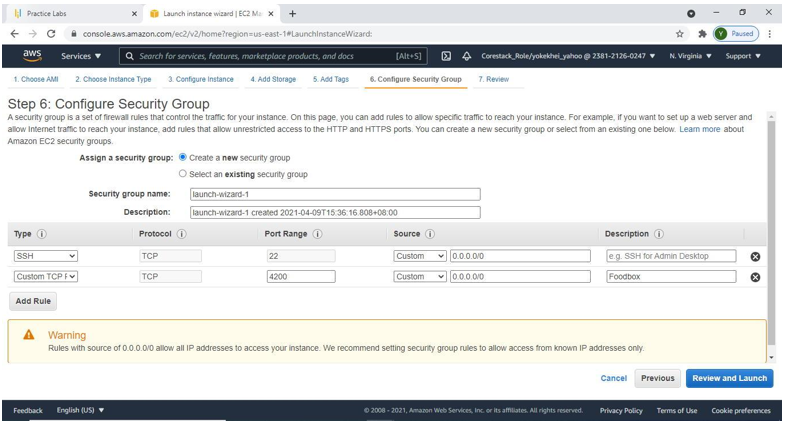 Practice Labs
Launch instance wizard | EC2 Ma
console.aws.amazon.com/ec2/v2/home?region=us-east-1#LaunchInstanceWizard:
Y Paused
aws Services Search for services, features, marketplace products, and docs [Alt+S] Corestack_Role/yokekhei_yahoo @ 2381-2126-0247 N. Virginia Support
1. Choose AMI 2. Choose Instance Type 3. Configure Instance 4. Add Storage 5. Add Tags 6. Configure Security Group 7. Review
Step 6: Configure Security Group
A security group is a set of firewall rules that control the traffic for your instance. On this page, you can add rules to allow specific traffic to reach your instance. For example, if you want to set up a web server and
allow Internet traffic to reach your instance, add rules that allow unrestricted access to the HTTP and HTTPS ports. You can create a new security group or select from an existing one below. Learn more about
Amazon EC2 security groups.
Assign a security group: Create a new security group
Select an existing security group
Security group name: launch-wizard-1
Description: launch-wizard-1 created 2021-04-09T15:36:16.808+08:00
Type Protocol Port Range Source Description
SSH TCP 22 Custom 0.0.0.0/0 e.g. SSH for Admin Desktop
Custom TCP F TCP 4200 Custom 0.0.0.0/0 Foodbox
Add Rule
Warning
Rules with source of 0.0.0.0/0 allow all IP addresses to access your instance. We recommend setting security group rules to allow access from known IP addresses only.
Cancel Previous Review and Launch
Feedback English (US) © 2008 - 2021, Amazon Web Services, Inc. or its affiliates. All rights reserved. Privacy Policy Terms of Use Cookie preferences